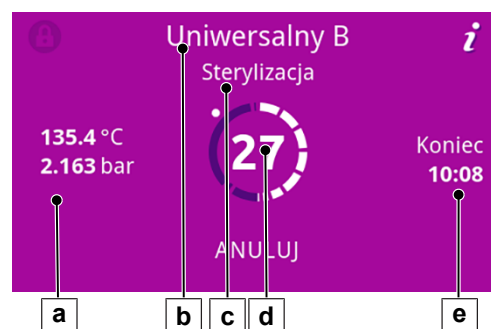 Uniwersalny B
i
Sterylizacja
135.4 °C
2.163 bar
27
Koniec
10:08
ANULUJ
a b c d e